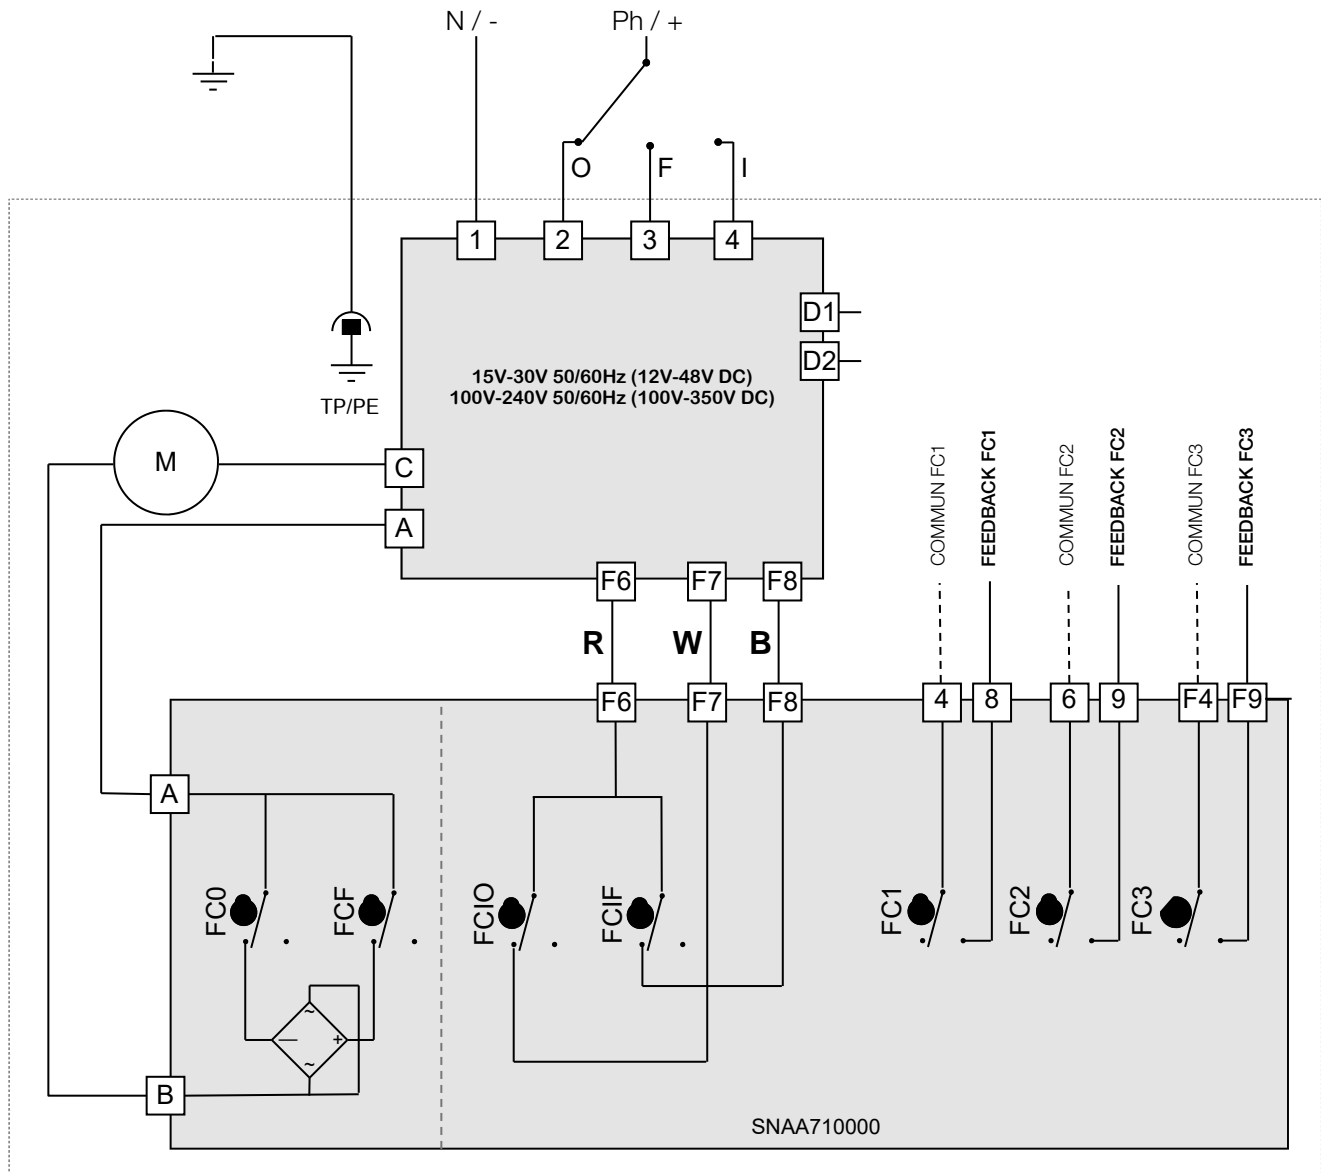 N / -
Ph / +
O
F
I
1
2
3
4
D1
D2
15V-30V 50/60Hz (12V-48V DC)
100V-240V 50/60Hz (100V-350V DC)
TP/PE
M
C
A
COMMUN FC1
FEEDBACK FC1
COMMUN FC2
FEEDBACK FC2
COMMUN FC3
FEEDBACK FC3
F6
F7
F8
R
W
B
F6
F7
F8
4
8
6
9
F4
F9
A
FC0
FCF
FCIO
FCIF
FC1
FC2
FC3
~
—
+
~
B
SNAA710000